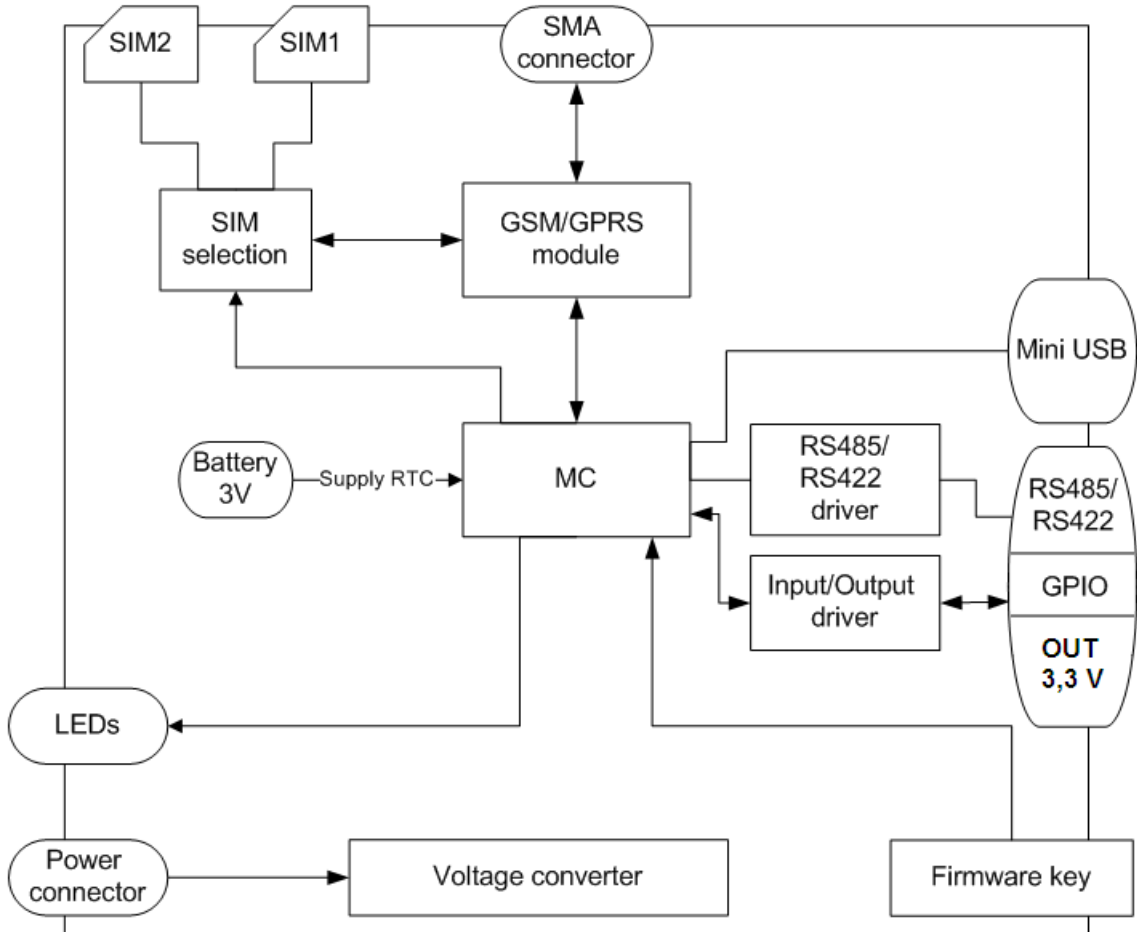 SIM2
SIM1
SMA
connector
SIM
selection
GSM/GPRS
module
Mini USB
Battery
3V
Supply RTC
MC
RS485/
RS422
driver
RS485/
RS422
Input/Output
driver
GPIO
OUT
3,3 V
LEDs
Power
connector
Voltage converter
Firmware key